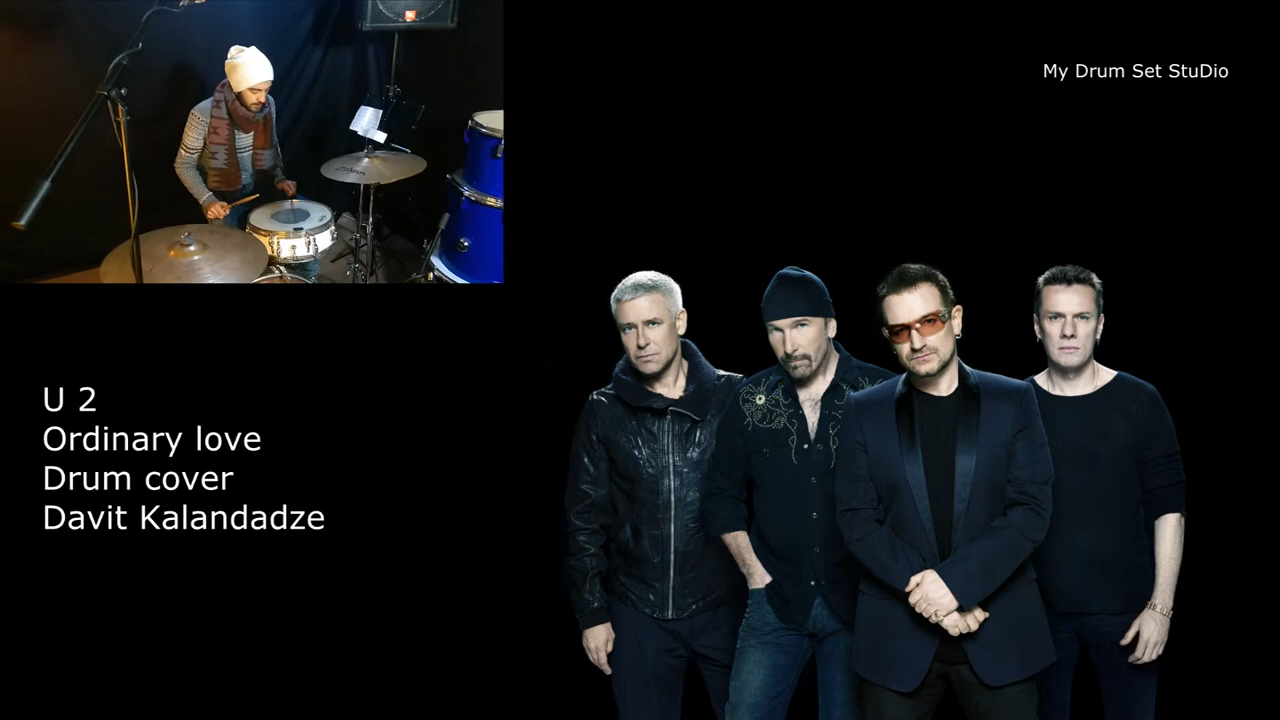 My Drum Set StuDio
U 2
Ordinary love
Drum cover
Davit Kalandadze